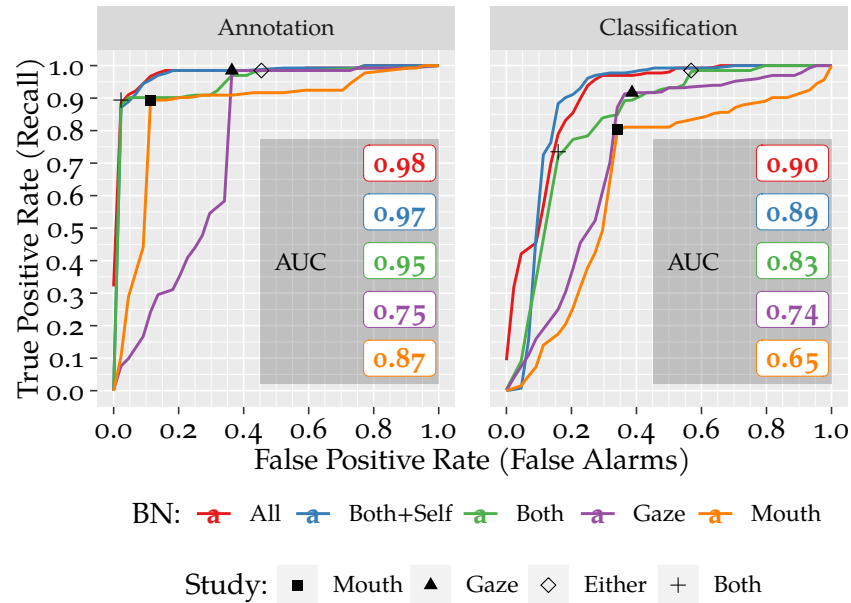 Annotation
Classification
True Positive Rate (Recall)
1.0
0.9
0.8
0.7
0.6
0.5
0.4
0.3
0.2
0.1
0.0
AUC
0.98
0.97
0.95
0.75
0.87
AUC
0.90
0.89
0.83
0.74
0.65
0.0 0.2 0.4 0.6 0.8 1.0
0.0 0.2 0.4 0.6 0.8 1.0
False Positive Rate (False Alarms)
BN: a All a Both+Self a Both a Gaze a Mouth
Study: Mouth Gaze Either Both